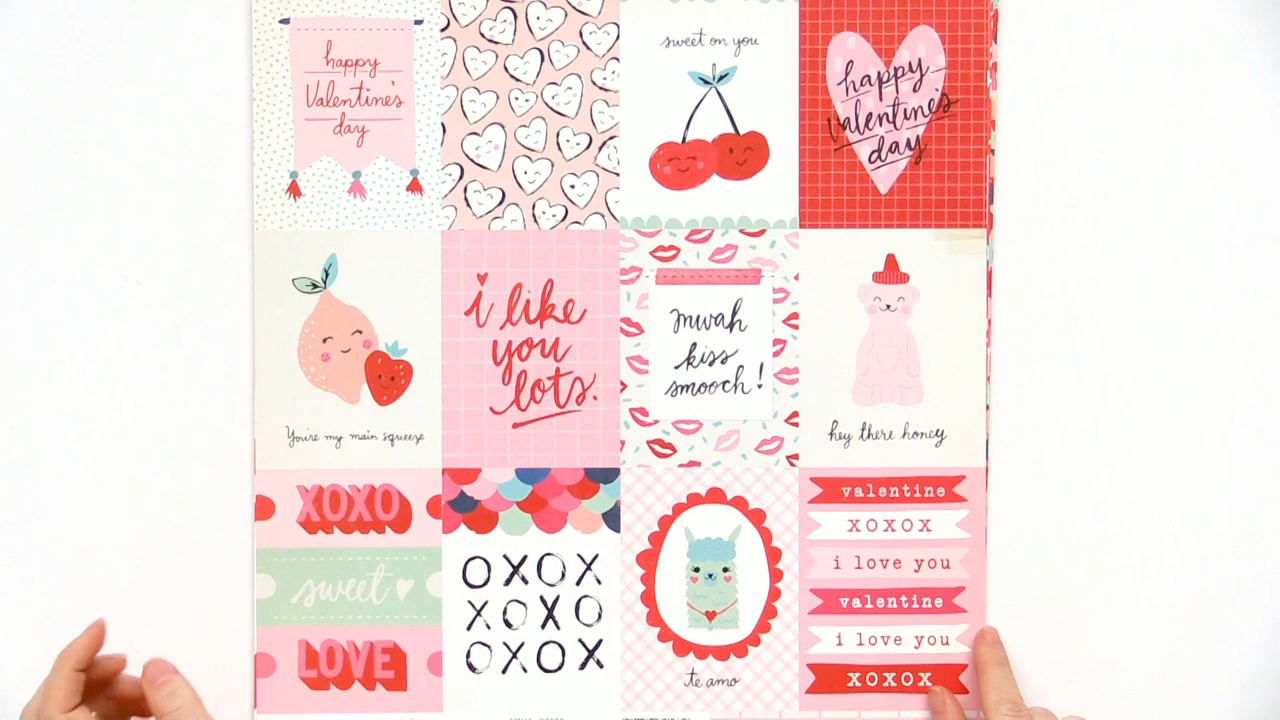 happy
Valentine's
day
sweet on you
happy
valentine's
day
You're my main squeeze
i like
you
lots.
mwah
kiss
smooch!
hey there honey
XOXO
sweet
LOVE
OXOX
XOXO
OXOX
te amo
valentine
XOXOX
i love you
valentine
i love you
XOXOX